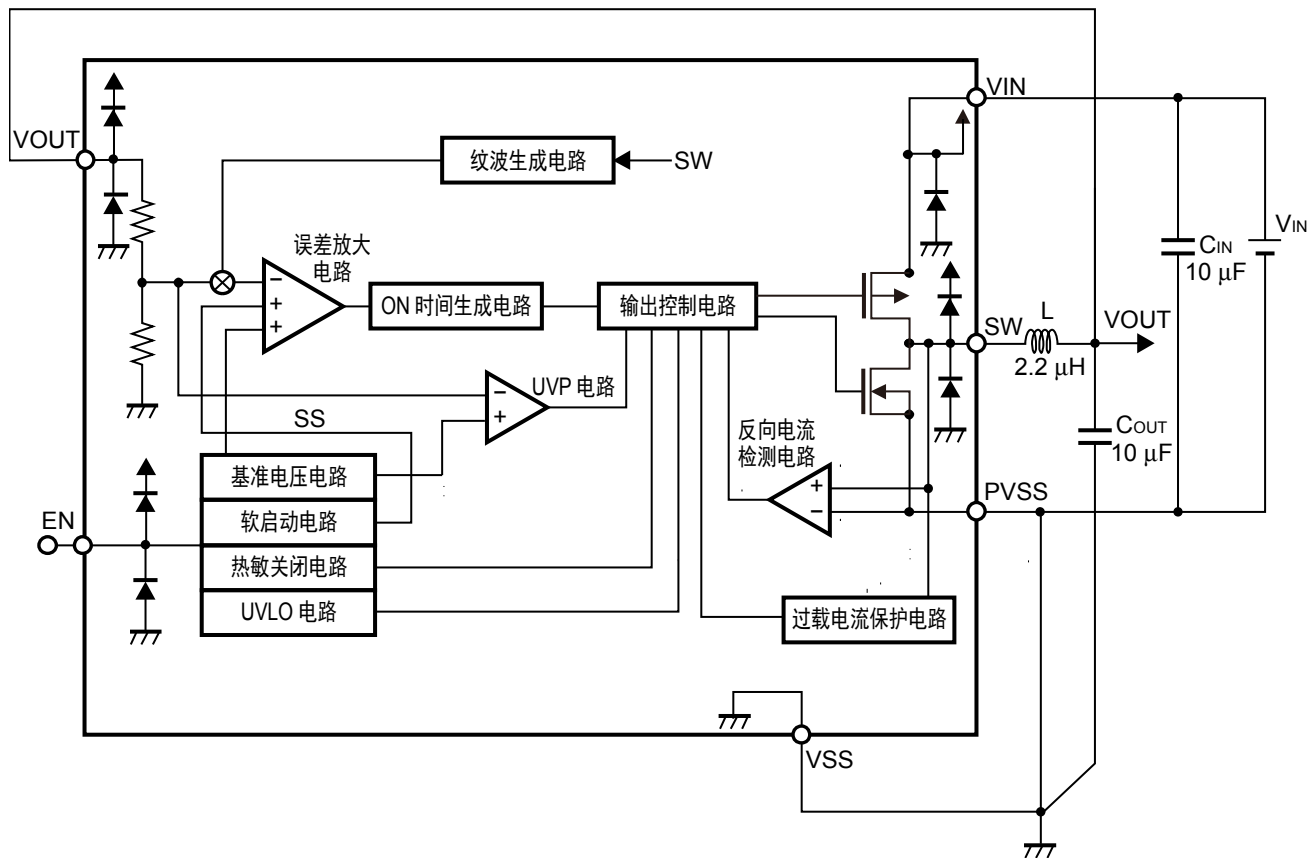 VIN
VOUT
纹波生成电路
SW
误差放大
电路
−
+
+
ON 时间生成电路
输出控制电路
CIN
10 µF
VIN
SW
L
2.2 µH
VOUT
UVP 电路
−
+
SS
反向电流
检测电路
+
−
COUT
10 µF
基准电压电路
软启动电路
热敏关闭电路
UVLO 电路
EN
PVSS
过载电流保护电路
VSS